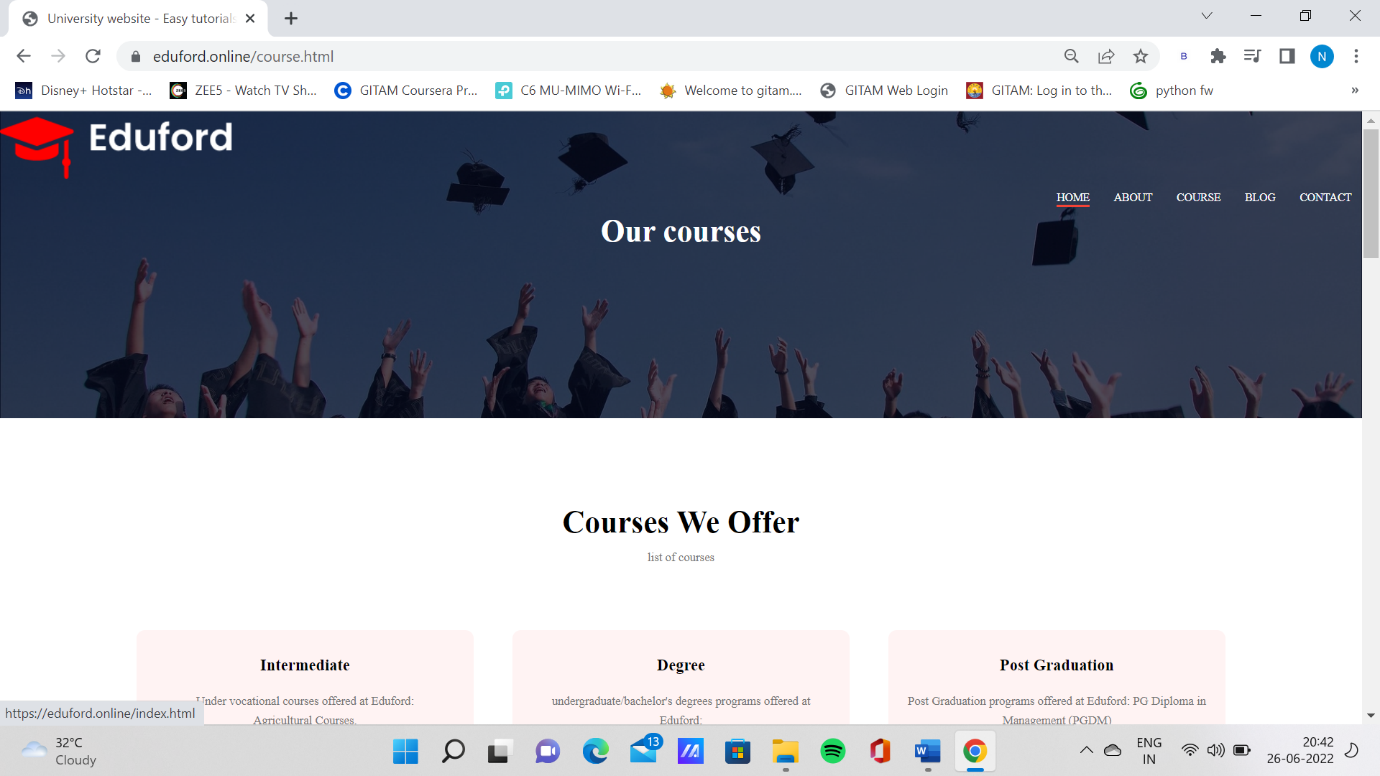 University website - Easy tutorials
eduford.online/course.html
B
N
Disney+ Hotstar -...
ZEE5 - Watch TV Sh...
GITAM Coursera Pr...
C6 MU-MIMO Wi-F...
Welcome to gitam....
GITAM Web Login
GITAM: Log in to th...
python fw
»
Eduford
HOME
ABOUT
COURSE
BLOG
CONTACT
Our courses
Courses We Offer
list of courses
Intermediate
Under vocational courses offered at Eduford:
Agricultural Courses.
Degree
undergraduate/bachelor's degrees programs offered at
Eduford:
Post Graduation
Post Graduation programs offered at Eduford: PG Diploma in
Management (PGDM)
https://eduford.online/index.html
32°C
Cloudy
13
ENG
IN
20:42
26-06-2022